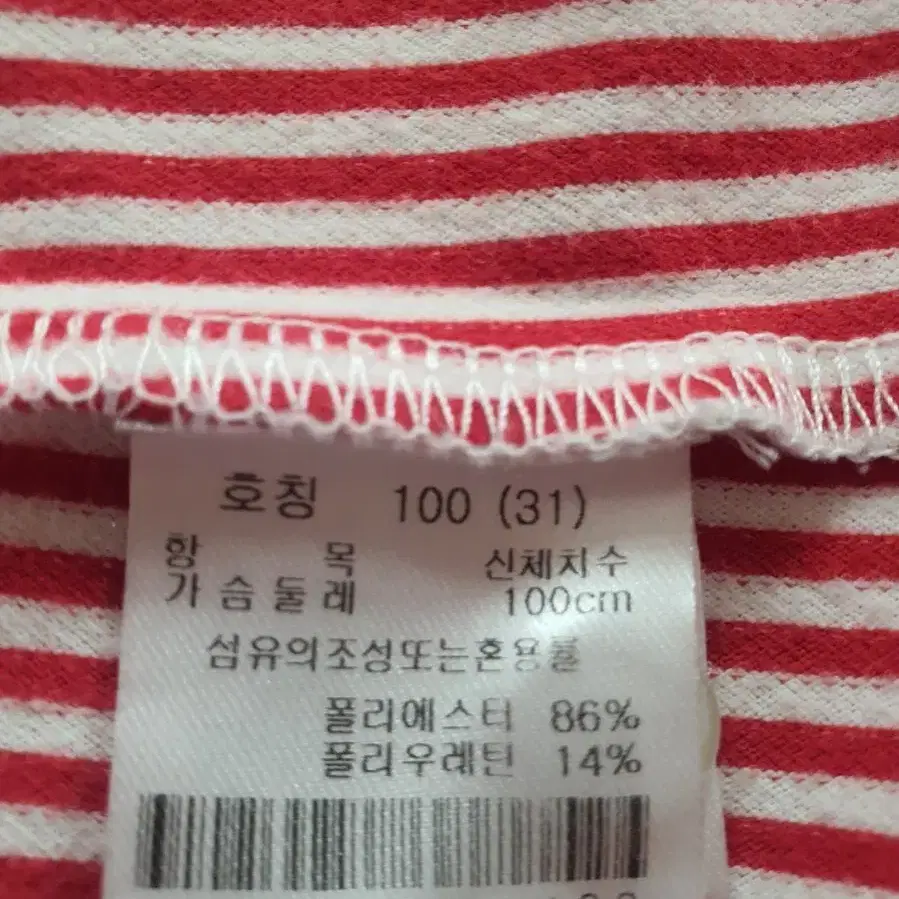 호칭 100 (31)
항 목 신체치수
가슴둘레 100cm
섬유의조성또는혼용률
폴리에스터 86%
폴리우레탄 14%